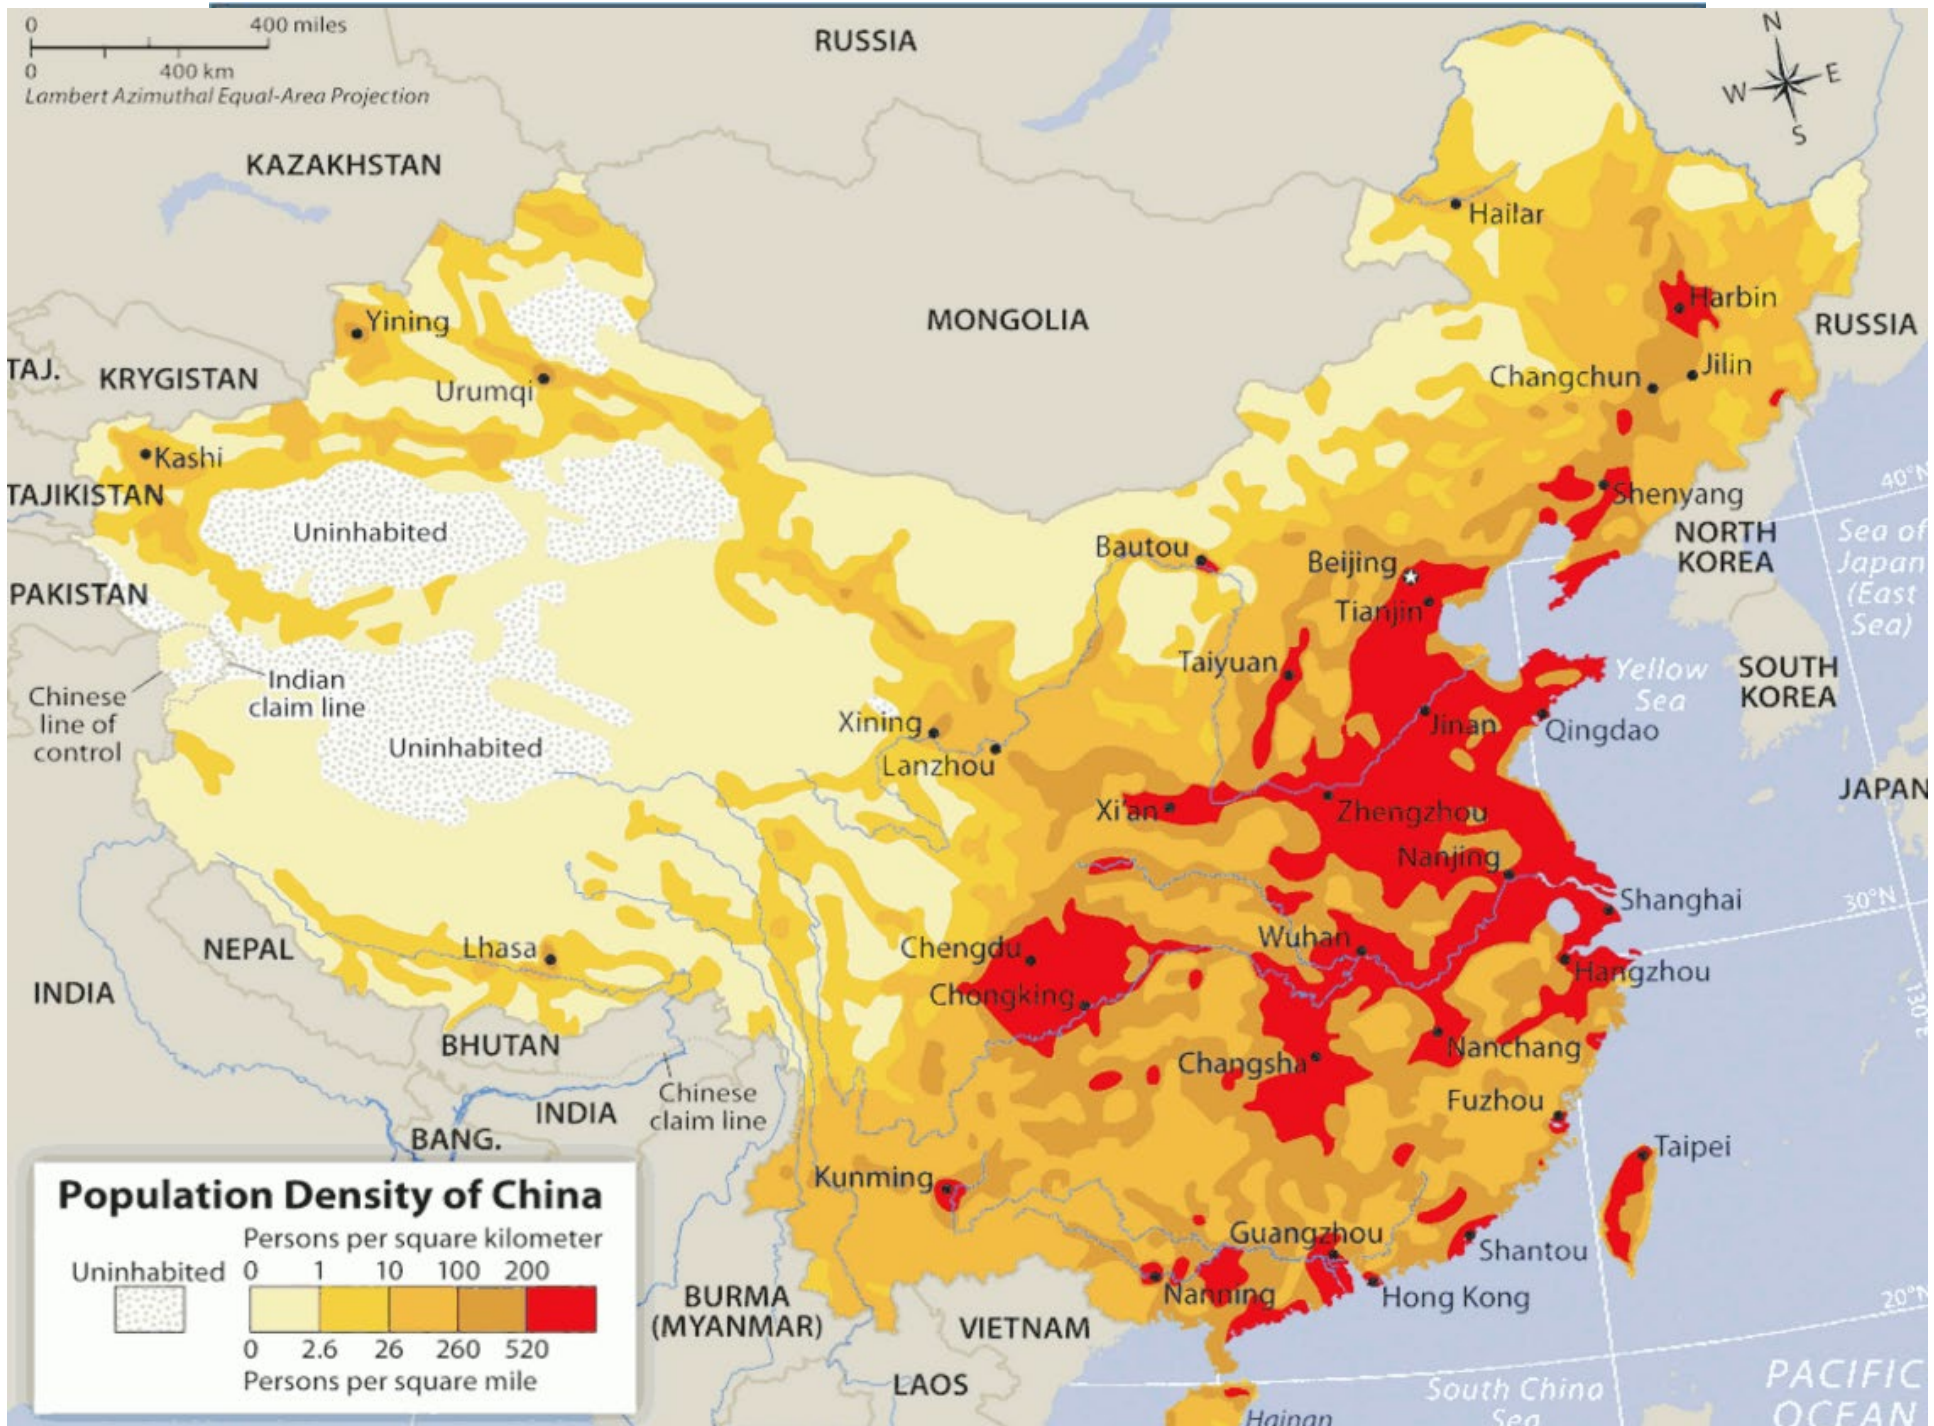 0 400 miles
0 400 km
Lambert Azimuthal Equal-Area Projection
RUSSIA
N
W E
S
KAZAKHSTAN
Hailar
MONGOLIA
Harbin
RUSSIA
Yining
TAJ.
KRYGISTAN
Urumqi
Changchun
Jilin
Kashi
TAJIKISTAN
40°N
Shenyang
Uninhabited
NORTH
KOREA
Sea of
Japan
(East
Sea)
Bautou
Beijing
PAKISTAN
Tianjin
Indian
claim line
Chinese
line of
control
Taiyuan
Yellow
Sea
SOUTH
KOREA
Xining
Lanzhou
Jinan
Qingdao
Uninhabited
JAPAN
Xi'an
Zhengzhou
Nanjing
Shanghai
30°N
NEPAL
Lhasa
Chengdu
Wuhan
Hangzhou
INDIA
Chongking
130°E
BHUTAN
Changsha
Nanchang
Chinese
claim line
INDIA
Fuzhou
BANG.
Taipei
Kunming
Guangzhou
Shantou
Nanning
Hong Kong
20°N
BURMA
(MYANMAR)
VIETNAM
LAOS
South China
Sea
PACIFIC
OCEAN
Hainan
Population Density of China
Persons per square kilometer
Uninhabited 0 1 10 100 200
0 2.6 26 260 520
Persons per square mile